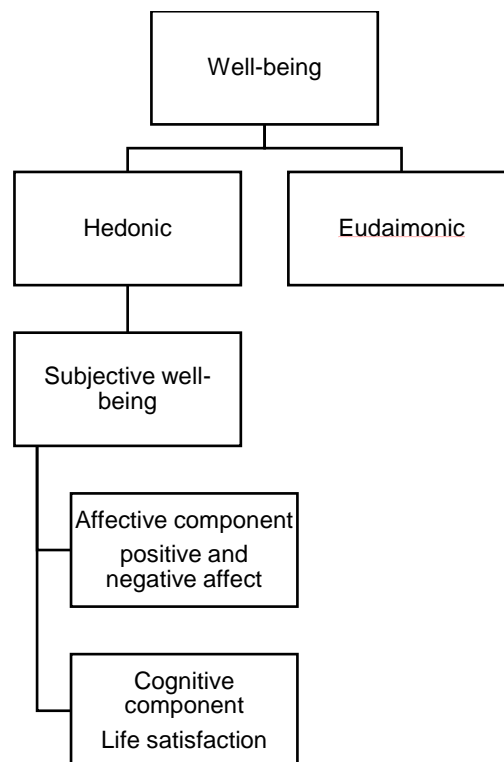 Well-being
Hedonic
Eudaimonic
Subjective well-
being
Affective component
positive and
negative affect
Cognitive
component
Life satisfaction